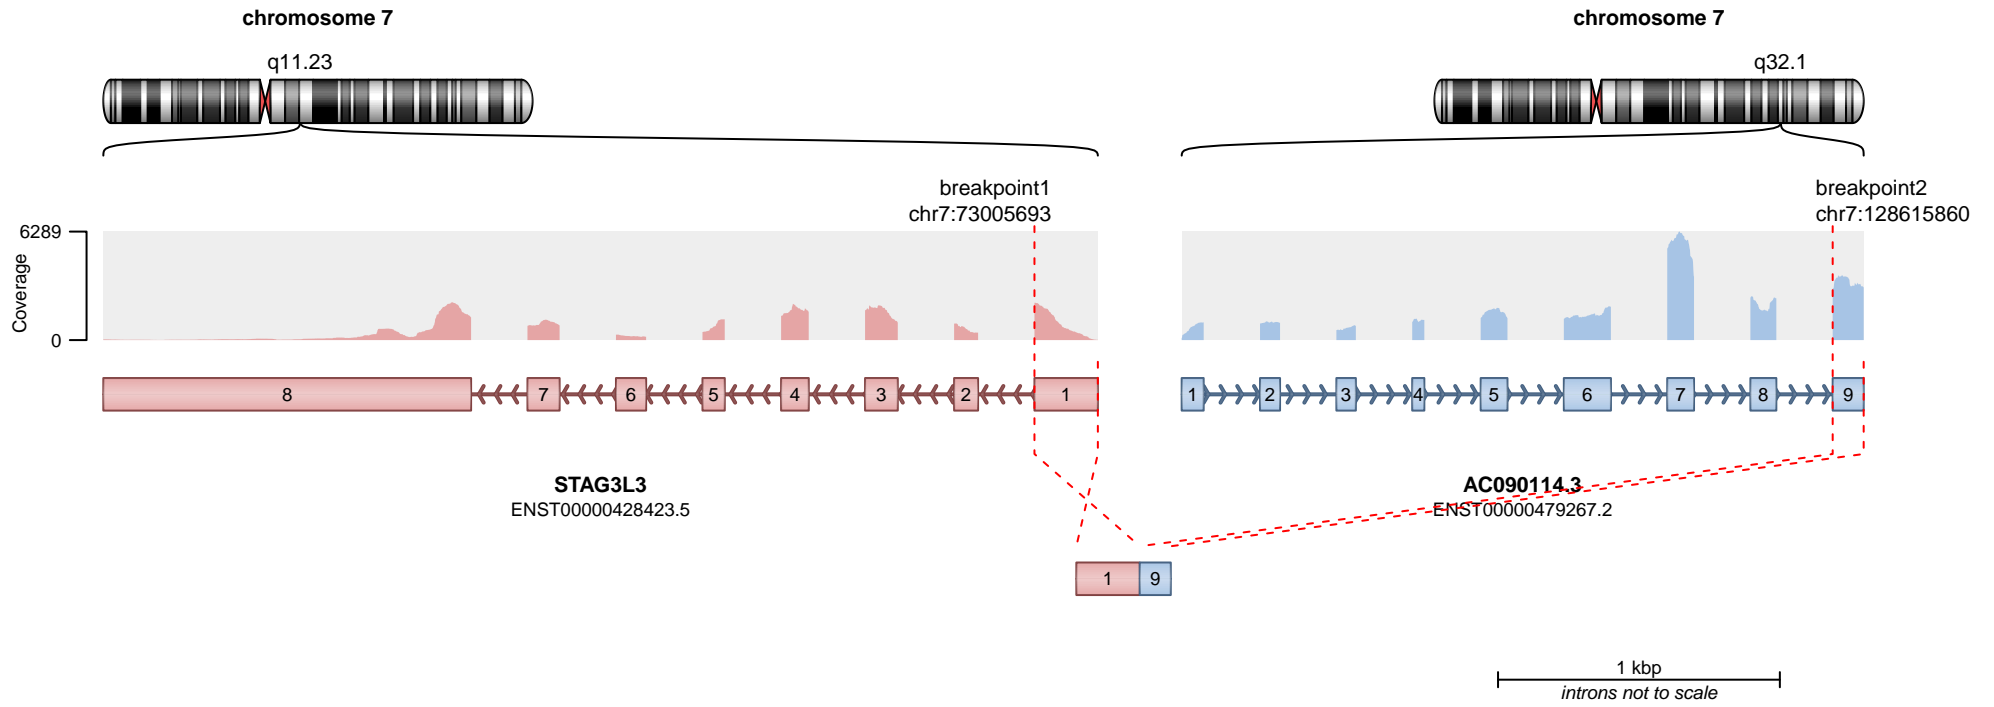 chromosome 7
chromosome 7
q11.23
q32.1
breakpoint1
chr7:73005693
breakpoint2
chr7:128615860
6289
Coverage
0
8 7 6 5 4 3 2 1
1 2 3 4 5 6 7 8 9
STAG3L3
ENST00000428423.5
AC090114.3
ENST00000479267.2
1 9
1 kbp
introns not to scale